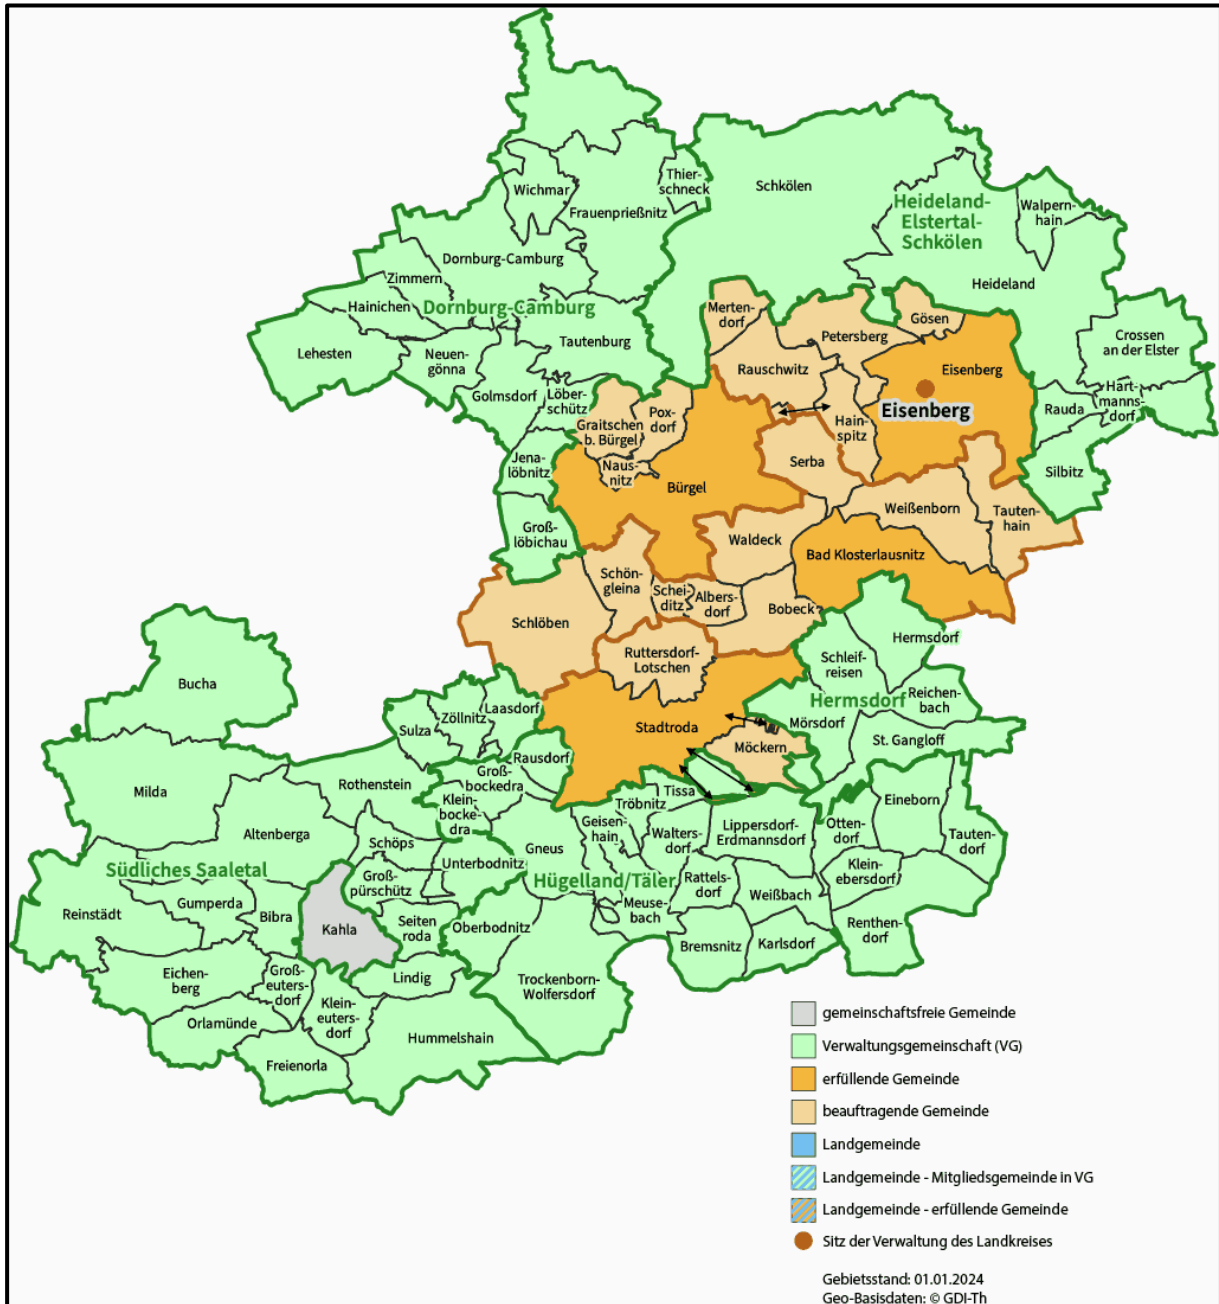 Wichmar
Thier-
schneck
Frauenprießnitz
Schkölen
Heideland-
Elstertal-
Schkölen
Walpern-
hain
Dornburg-Camburg
Zimmern
Hainichen
Dornburg-Camburg
Heideland
Lehesten
Neuen-
gönna
Tautenburg
Golmsdorf
Löber-
schütz
Merten-
dorf
Gösen
Petersberg
Rauschwitz
Eisenberg
Eisenberg
Crossen
an der Elster
Hart-
manns-
dorf
Rauda
Silbitz
Graitschen
b. Bürgel
Pox-
dorf
Naus-
nitz
Hain-
spitz
Serba
Jena-
löbnitz
Bürgel
Weißenborn
Tauten-
hain
Groß-
löbichau
Waldeck
Bad Klosterlausnitz
Schön-
gleina
Schei-
ditz
Albers-
dorf
Bobeck
Schlöben
Ruttersdorf-
Lotschen
Hermsdorf
Schleif-
reisen
Bucha
Hermsdorf
Reichen-
bach
Laasdorf
Zöllnitz
Sulza
Stadtroda
Mörsdorf
St. Gangloff
Möckern
Rausdorf
Groß-
bockedra
Rothenstein
Milda
Klein-
bocke-
dra
Tissa
Tröbnitz
Geisen-
hain
Walters-
dorf
Lippersdorf-
Erdmannsdorf
Otten-
dorf
Eineborn
Tauten-
dorf
Altenberga
Schöps
Gneus
Unterbodnitz
Südliches Saaletal
Groß-
pürschütz
Hügelland/Täler
Rattels-
dorf
Klein-
ebersdorf
Weißbach
Reinstädt
Gumperda
Bibra
Kahla
Seiten
roda
Oberbodnitz
Meuse-
bach
Bremsnitz
Karlsdorf
Renthen-
dorf
Eichen-
berg
Groß-
euters-
dorf
Lindig
Trockenborn-
Wolfersdorf
Orlamünde
Klein-
euters-
dorf
Hummelshain
Freienorla
gemeinschaftsfreie Gemeinde
Verwaltungsgemeinschaft (VG)
erfüllende Gemeinde
beauftragende Gemeinde
Landgemeinde
Landgemeinde - Mitgliedsgemeinde in VG
Landgemeinde - erfüllende Gemeinde
Sitz der Verwaltung des Landkreises
Gebietsstand: 01.01.2024
Geo-Basisdaten: © GDI-Th